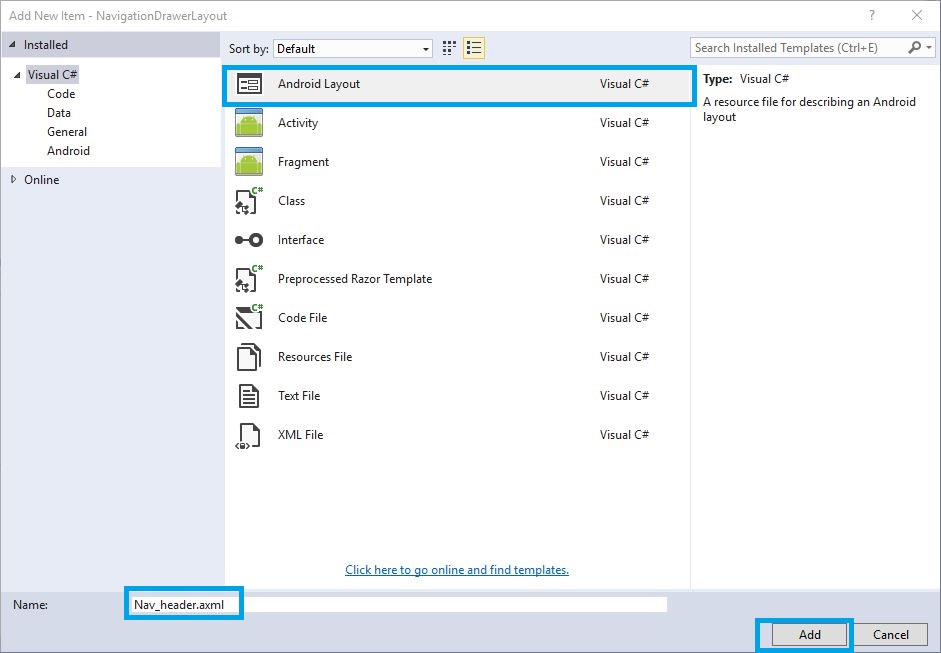 Add New Item - NavigationDrawerLayout
?
Installed
Sort by: Default
Search Installed Templates (Ctrl+E)
Visual C#
Code
Data
General
Android
Online
Android Layout Visual C#
Activity Visual C#
Fragment Visual C#
C#
Class Visual C#
Interface Visual C#
C#
Preprocessed Razor Template Visual C#
C#
Code File Visual C#
Resources File Visual C#
Text File Visual C#
XML File Visual C#
Type: Visual C#
A resource file for describing an Android
layout
Click here to go online and find templates.
Name: Nav_header.axml
Add Cancel